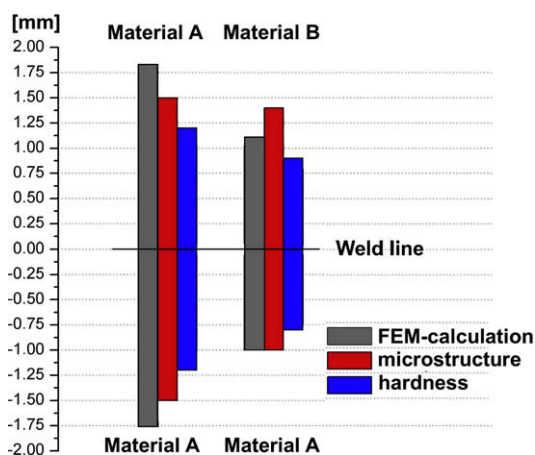 [mm]
Material A Material B
2.00
1.75
1.50
1.25
1.00
0.75
0.50
0.25
0.00
Weld line
-0.25
-0.50
-0.75
FEM-calculation
-1.00
microstructure
-1.25
hardness
-1.50
-1.75
Material A Material A
-2.00